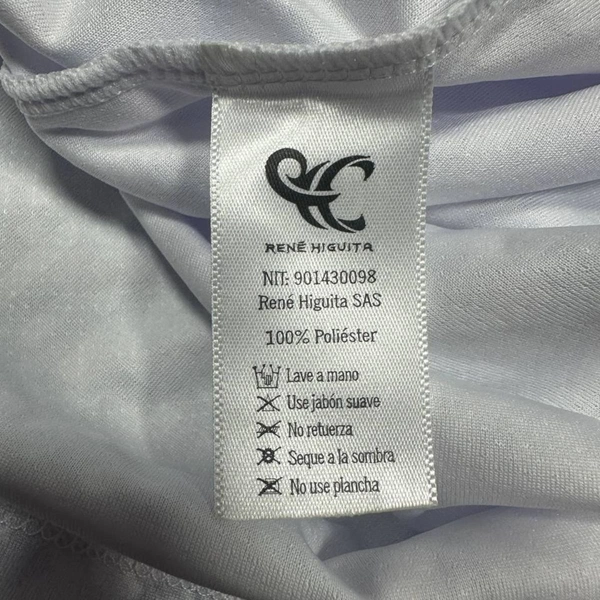 RENÉ HIGUITA
NIT: 901430098
René Higuita SAS
100% Poliéster
Lave a mano
Use jabón suave
No retuerza
Seque a la sombra
No use plancha